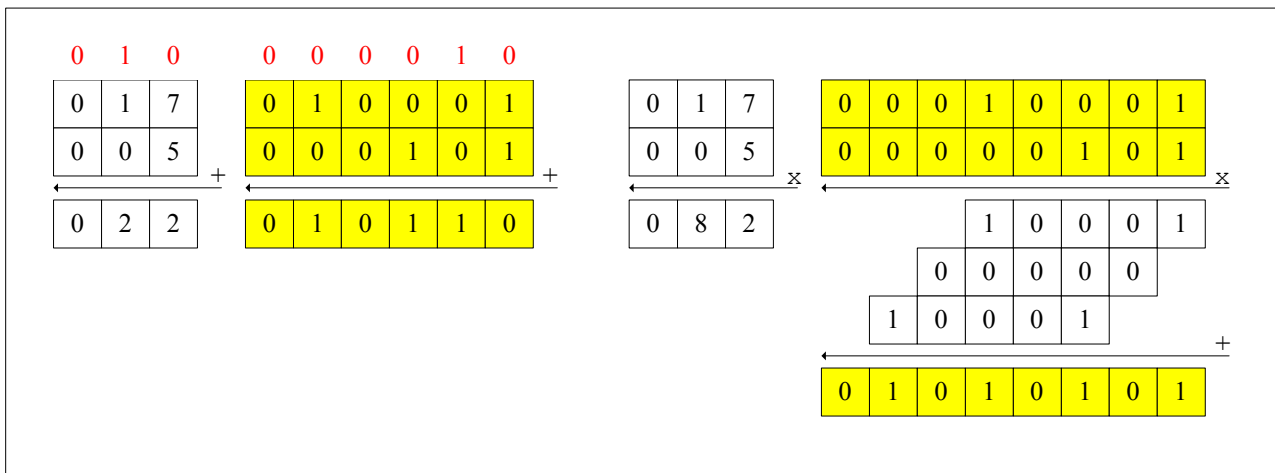 0 1 0 0 0 0 0 1 0
0 1 7 0 1 0 0 0 1 0 1 7 0 0 0 1 0 0 0 1
0 0 5 0 0 0 1 0 1 0 0 5 0 0 0 0 0 1 0 1
+ + x x
0 2 2 0 1 0 1 1 0 0 8 2 1 0 0 0 1
0 0 0 0 0
1 0 0 0 1
+
0 1 0 1 0 1 0 1